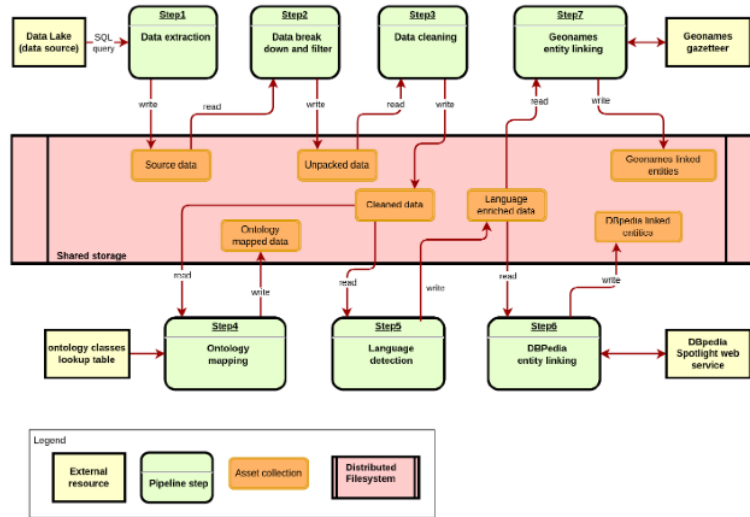 Step1
Data extraction
Step2
Data break
down and filter
Step3
Data cleaning
Step7
Geonames
entity linking
Data Lake
(data source)
SQL
query
Geonames
gazetteer
write
read
write
read
write
read
write
Source data
Unpacked data
Geonames linked
entities
Cleaned data
Language
enriched data
Ontology
mapped data
DBpedia linked
entities
Shared storage
read
write
read
write
read
write
ontology classes
lookup table
Step4
Ontology
mapping
Step5
Language
detection
Step6
DBPedia
entity linking
DBpedia
Spotlight web
service
Legend
External
resource
Pipeline step
Asset collection
Distributed
Filesystem